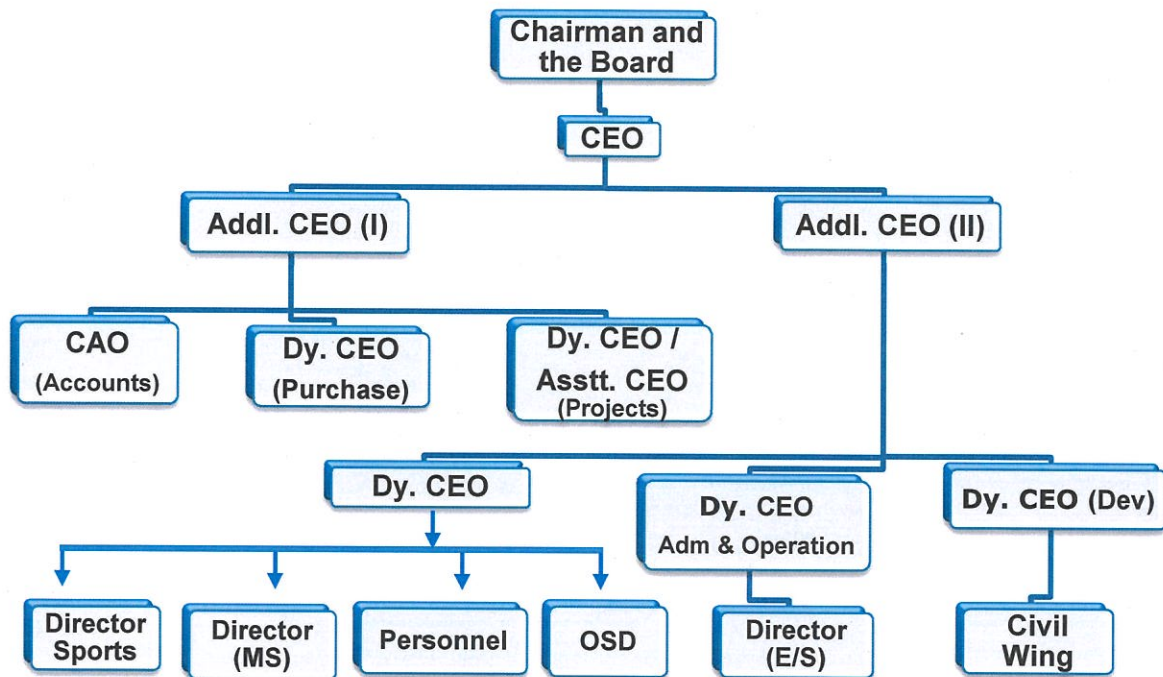 Chairman and
the Board
CEO
Addl. CEO (I)
Addl. CEO (II)
CAO
(Accounts)
Dy. CEO
(Purchase)
Dy. CEO /
Asstt. CEO
(Projects)
Dy. CEO
Dy. CEO
Adm & Operation
Dy. CEO (Dev)
Director
Sports
Director
(MS)
Personnel
OSD
Director
(E/S)
Civil
Wing